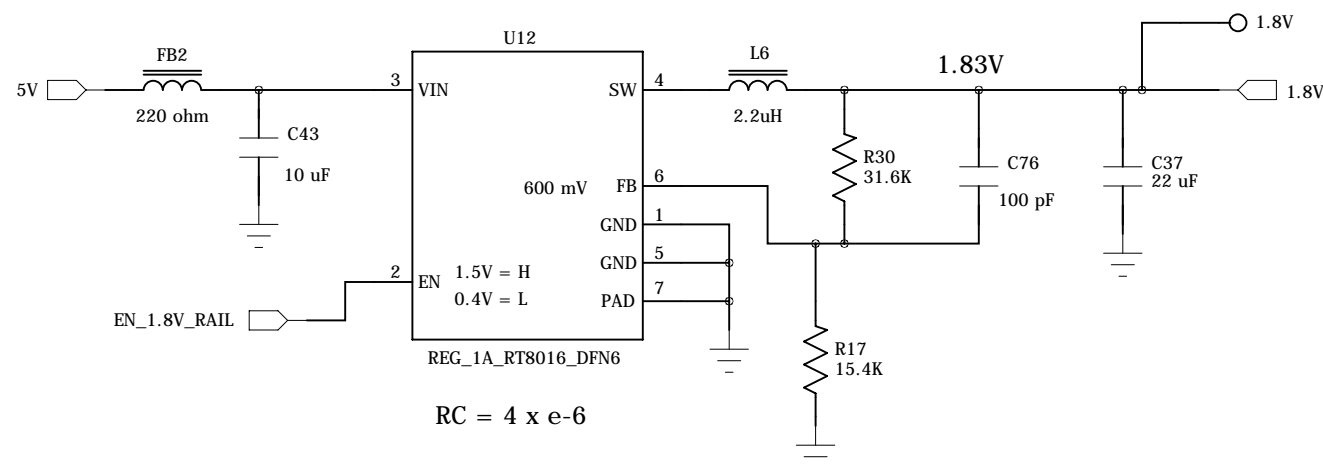 1.8V
U12
FB2
L6
1.83V
5V
3
VIN
SW
4
1.8V
220 ohm
2.2uH
C43
10 uF
R30
31.6K
C76
100 pF
C37
22 uF
600 mV
FB
6
GND
1
GND
5
2
EN
1.5V = H
0.4V = L
PAD
7
EN_1.8V_RAIL
R17
15.4K
REG_1A_RT8016_DFN6
RC = 4 x e-6